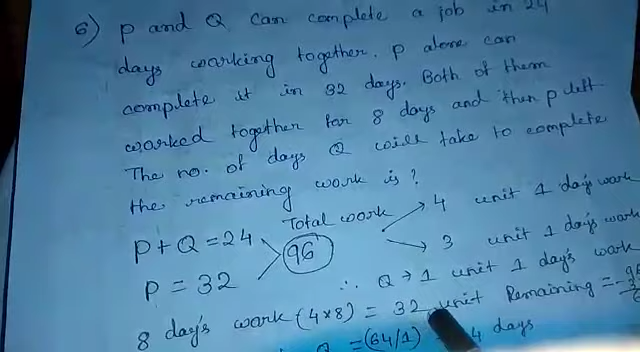 6) P and Q can complete a job in 24
days working together. P alone can
complete it in 32 days. Both of them
worked together for 8 days and then P left
The no. of days Q will take to complete
the remaining work is?
Total work
P+Q=24
P = 32
96
4 unit 1 day's work
3 unit 1 day's work
∴ Q → 1 unit 1 day's work
8 day's work (4×8) = 32 unit Remaining =
Q = (64/1) 4 days